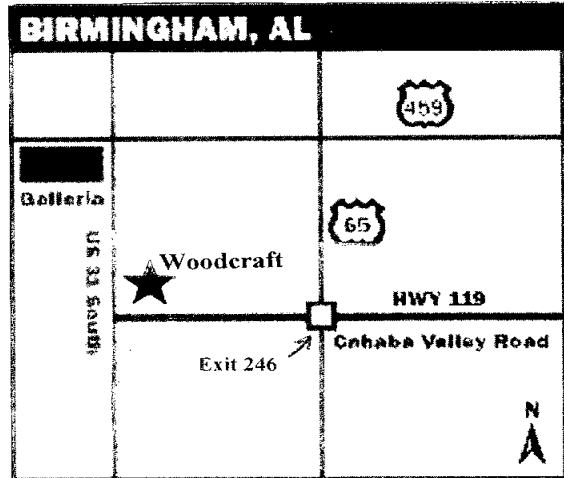 BIRMINGHAM, AL
459
Galleria
65
US 31 South
Woodcraft
HWY 119
Cahaba Valley Road
Exit 246
N